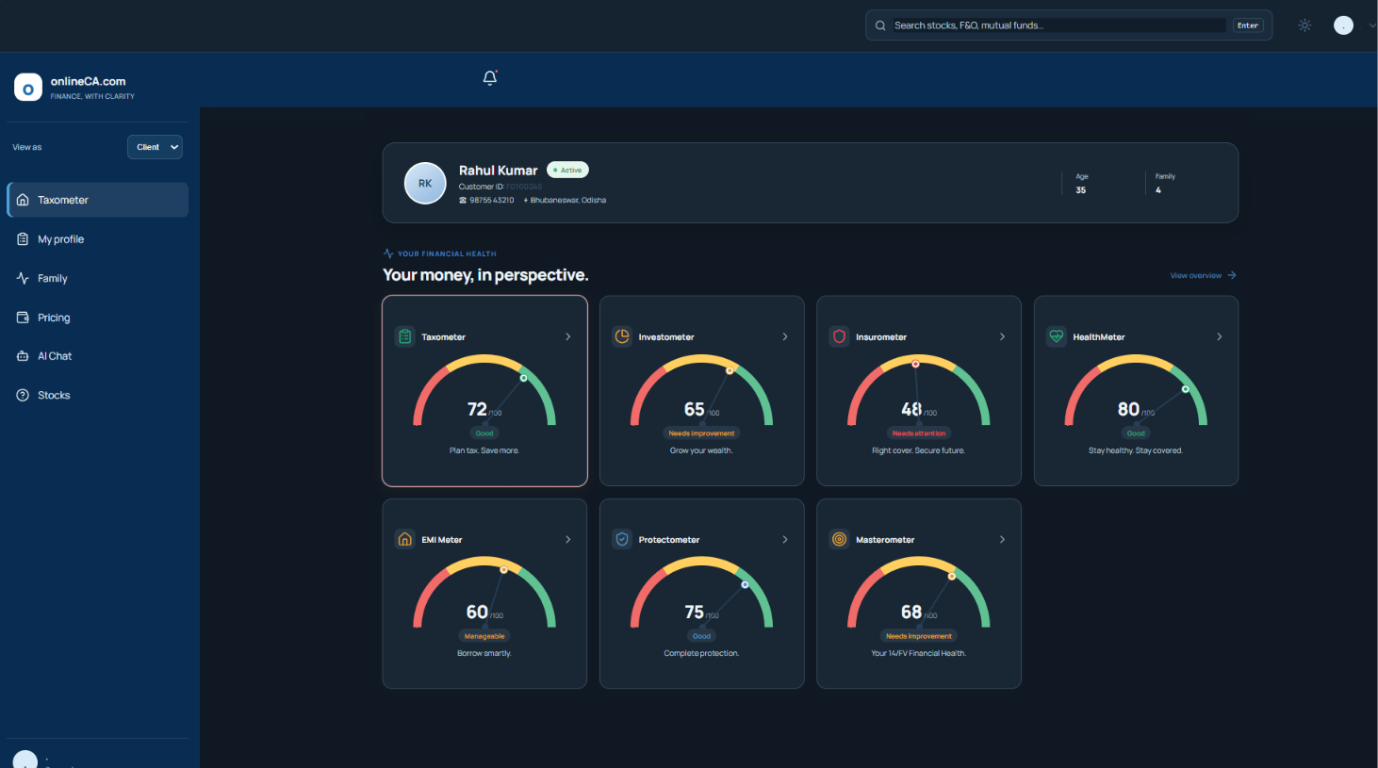 Search stocks, F&O, mutual funds...
Enter
o
onlineCA.com
FINANCE, WITH CLARITY
View as
Client
Taxometer
My profile
Family
Pricing
AI Chat
Stocks
RK
Rahul Kumar
Active
Customer ID:
98755 43210
Bhubaneswar, Odisha
Age
35
Family
4
YOUR FINANCIAL HEALTH
Your money, in perspective.
View overview
Taxometer
72 /100
Good
Plan tax. Save more.
Investometer
65 /100
Needs improvement
Grow your wealth.
Insurometer
48 /100
Needs attention
Right cover. Secure future.
HealthMeter
80 /100
Good
Stay healthy. Stay covered.
EMI Meter
60 /100
Manageable
Borrow smartly.
Protectometer
75 /100
Good
Complete protection.
Masterometer
68 /100
Needs improvement
Your 14/FV Financial Health.